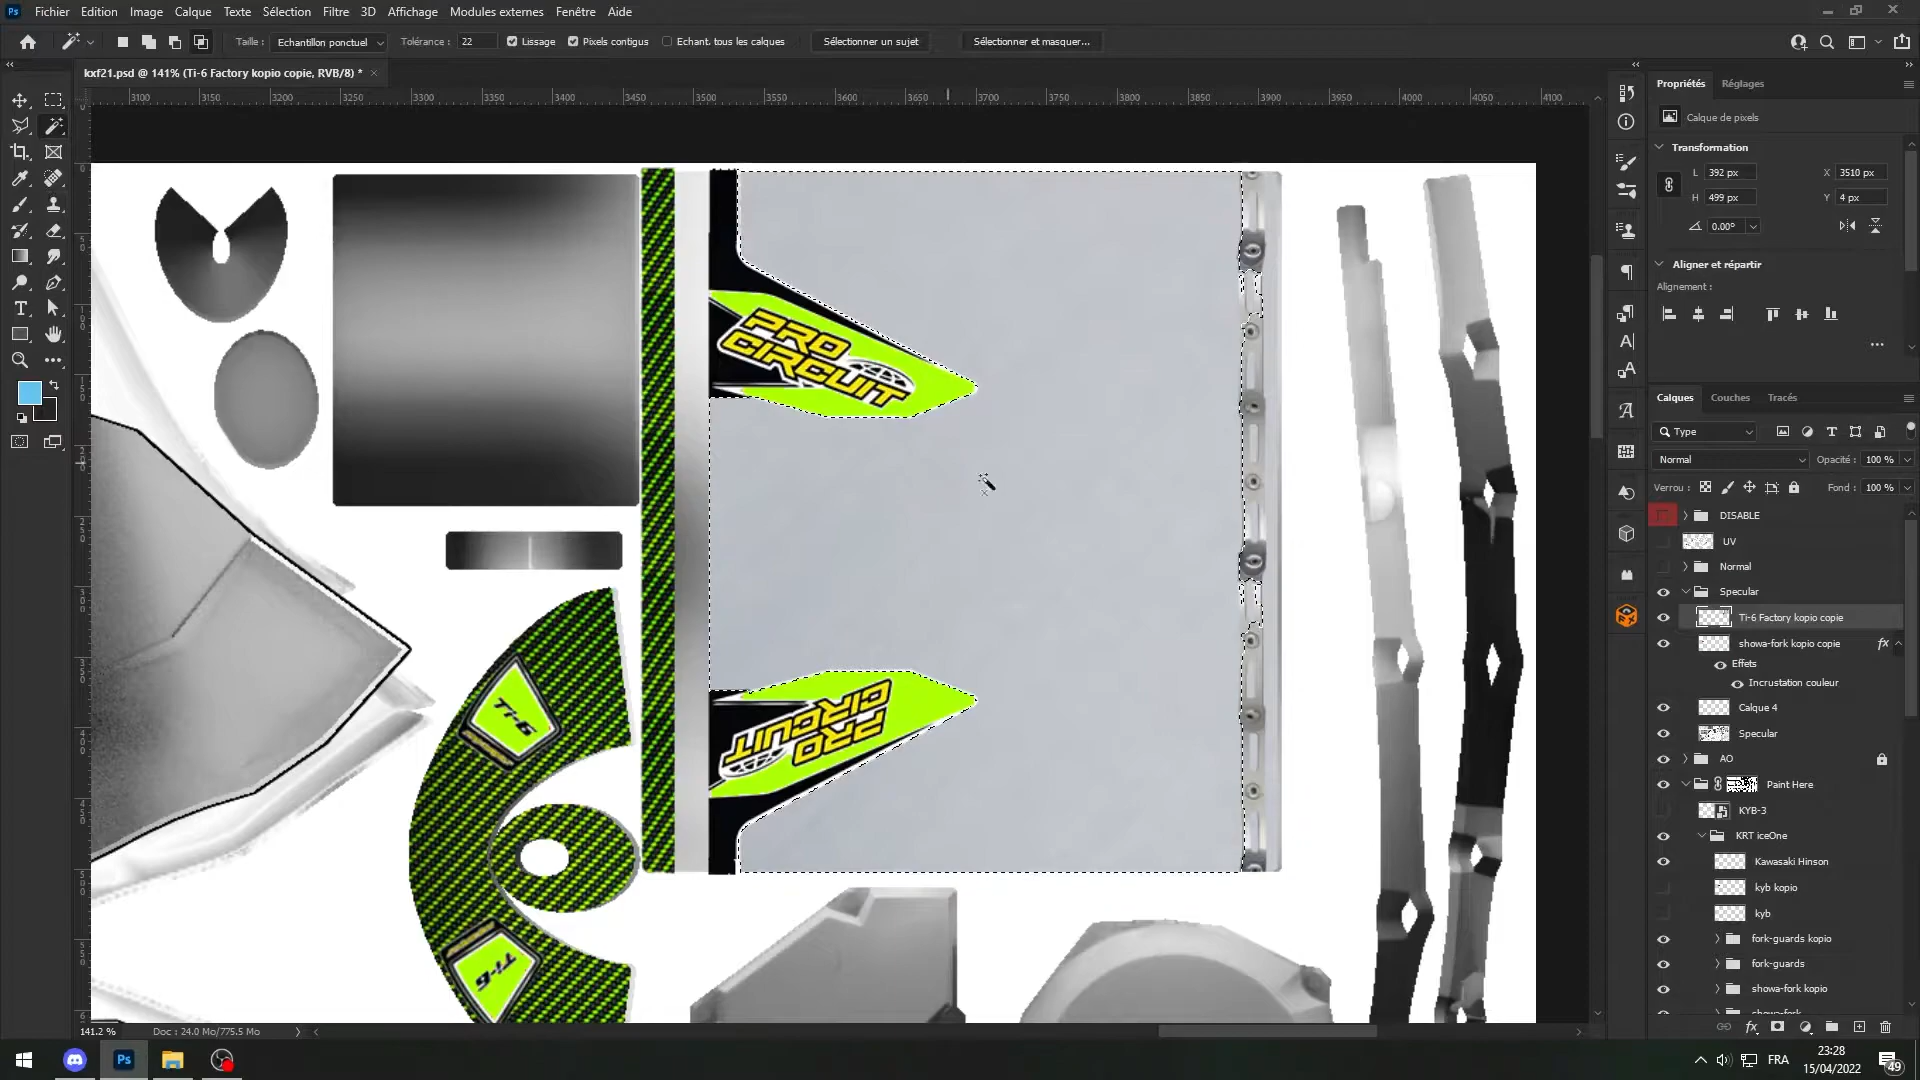 Ps Fichier Edition Image Calque Texte Sélection Filtre 3D Affichage Modules externes Fenêtre Aide
Taille : Echantillon ponctuel Tolérance : 22 Lissage Pixels contigus Echant. tous les calques Sélectionner un sujet Sélectionner et masquer...
kxf21.psd @ 141% (Ti-6 Factory kopio copie, RVB/8) *
3100 3150 3200 3250 3300 3350 3400 3450 3500 3550 3600 3650 3700 3750 3800 3850 3900 3950 4000 4050 4100
Propriétés Réglages
Calque de pixels
Transformation
L 392 px X 3510 px
H 499 px Y 4 px
0.00°
Aligner et répartir
Alignement :
...
Calques Couches Tracés
Type
Normal Opacité : 100 %
Verrou : Fond : 100 %
DISABLE
UV
Normal
Specular
Ti-6 Factory kopio copie
showa-fork kopio copie fx
Effets
Incrustation couleur
Calque 4
Specular
AO
Paint Here
KYB-3
KRT iceOne
Kawasaki Hinson
kyb kopio
kyb
fork-guards kopio
fork-guards
showa-fork kopio
showa-fork
PRO
CIRCUIT
PRO
CIRCUIT
Ti-6
Ti-6
141.2 % Doc : 24.0 Mo/775.5 Mo
Ps FRA 23:28
15/04/2022 49